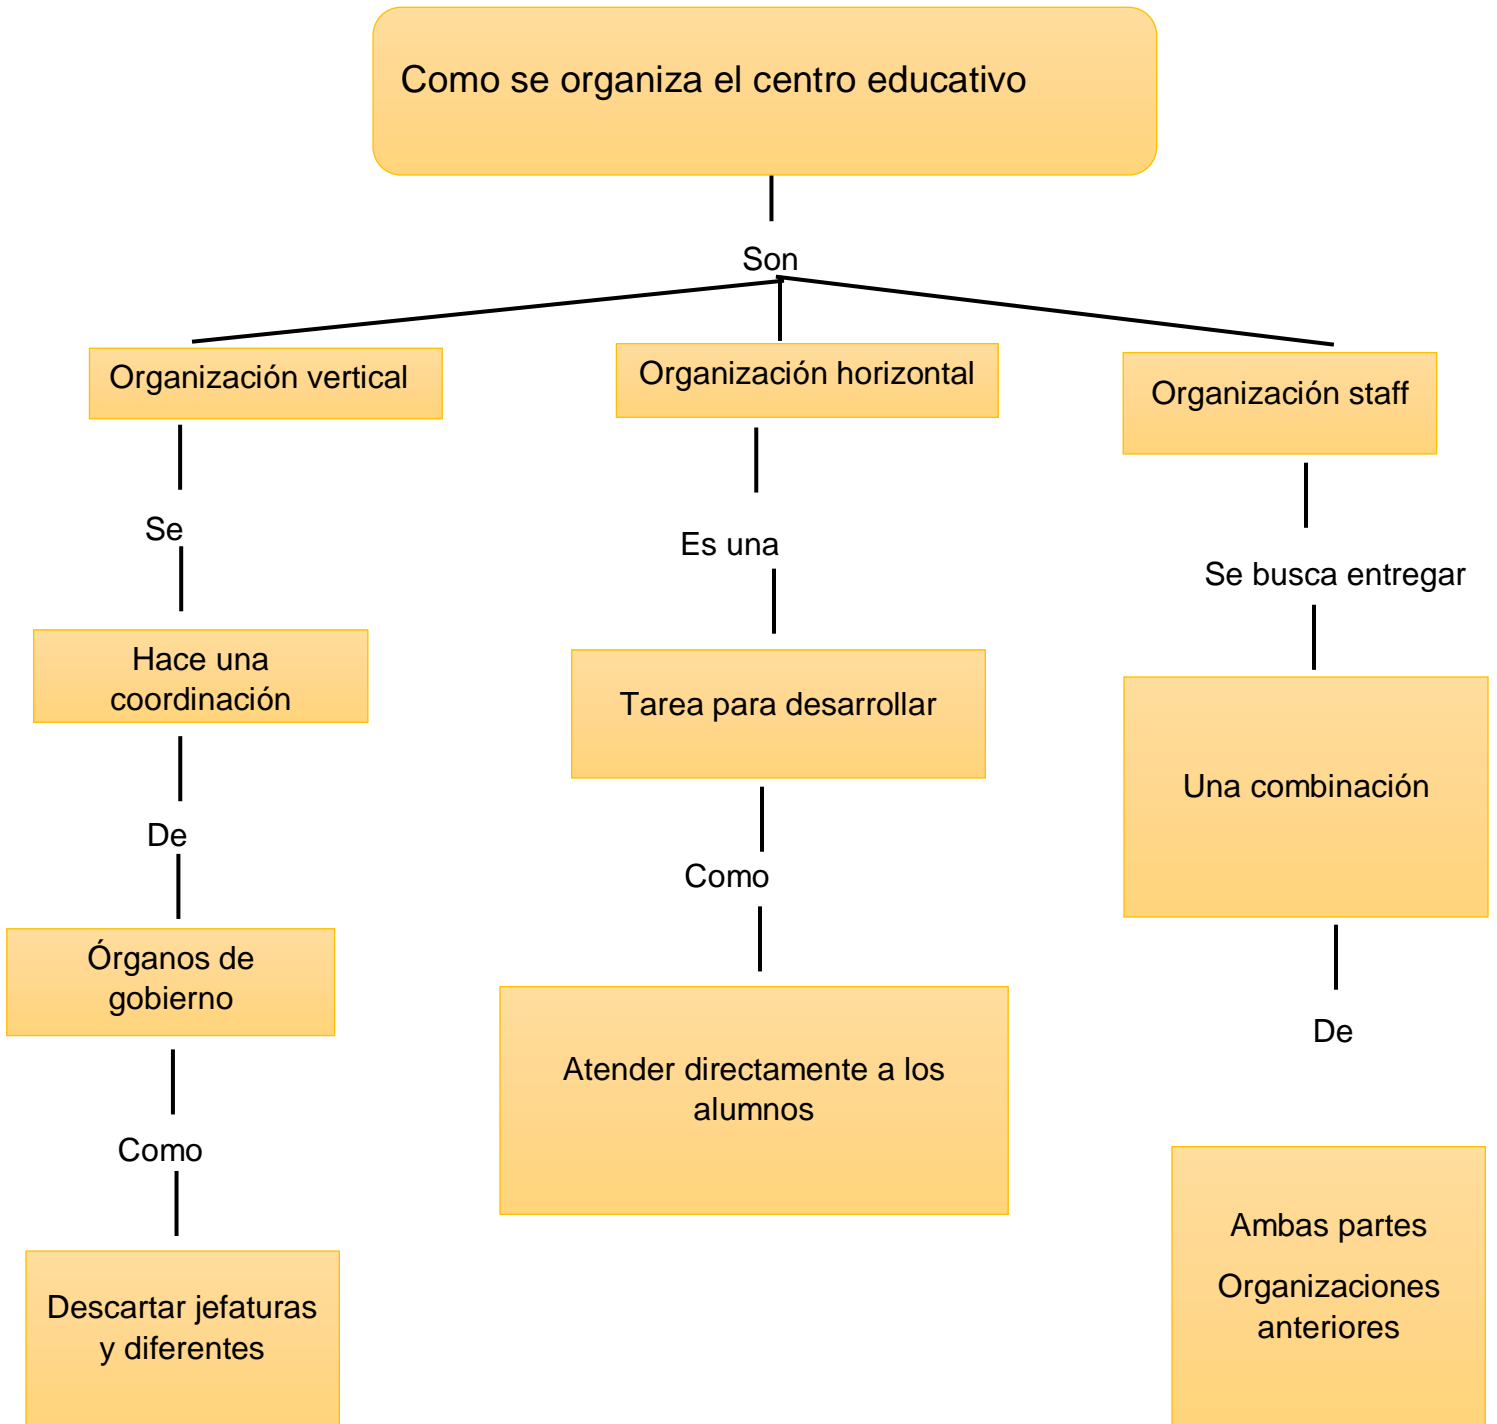 Como se organiza el centro educativo
Son
Organización vertical
Organización horizontal
Organización staff
Se
Es una
Se busca entregar
Hace una
coordinación
Tarea para desarrollar
Una combinación
De
Como
Órganos de
gobierno
De
Atender directamente a los
alumnos
Como
Ambas partes
Organizaciones
anteriores
Descartar jefaturas
y diferentes